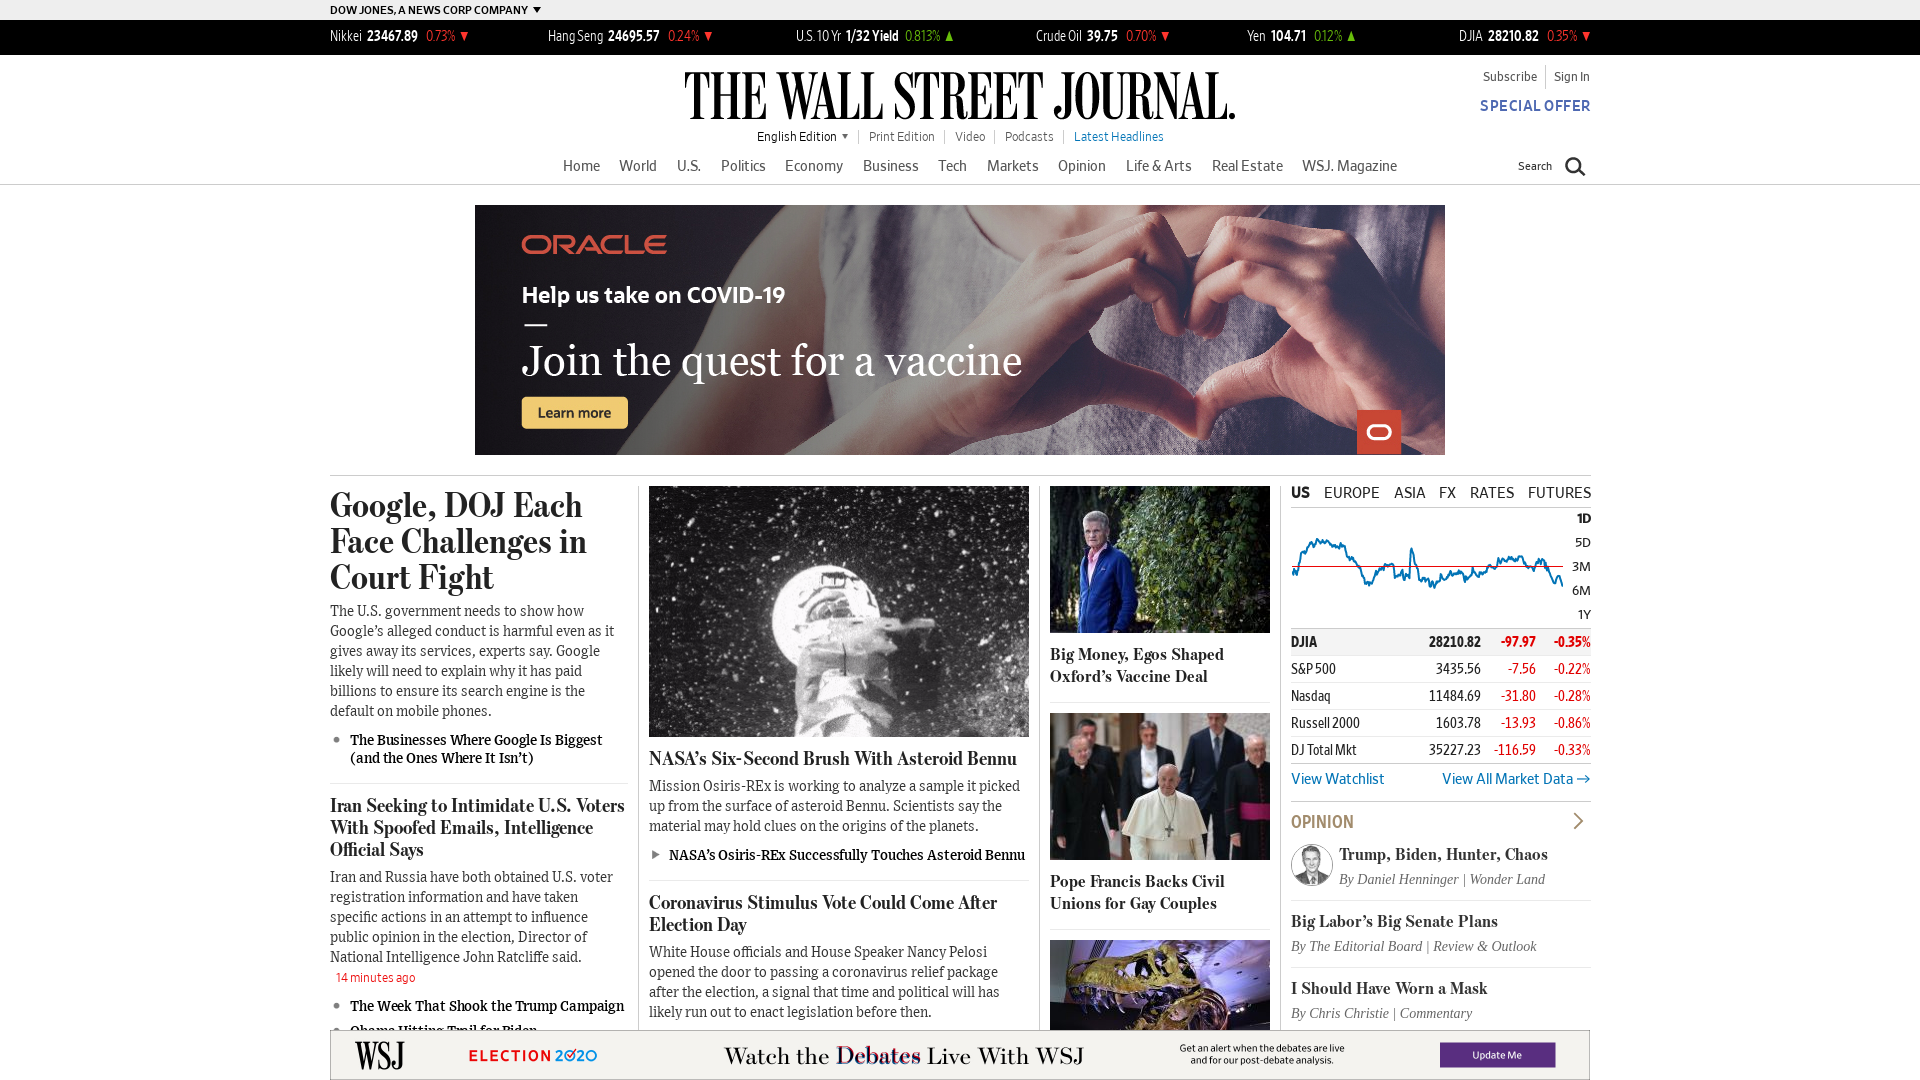 DOW JONES, A NEWS CORP COMPANY
Nikkei 23467.89 0.73%
Hang Seng 24695.57 0.24%
U.S. 10 Yr 1/32 Yield 0.813%
Crude Oil 39.75 0.70%
Yen 104.71 0.12%
DJIA 28210.82 0.35%
THE WALL STREET JOURNAL.
Subscribe
Sign In
SPECIAL OFFER
English Edition
Print Edition
Video
Podcasts
Latest Headlines
Home
World
U.S.
Politics
Economy
Business
Tech
Markets
Opinion
Life & Arts
Real Estate
WSJ. Magazine
Search
ORACLE
Help us take on COVID-19
Join the quest for a vaccine
Learn more
Google, DOJ Each
Face Challenges in
Court Fight
The U.S. government needs to show how
Google’s alleged conduct is harmful even as it
gives away its services, experts say. Google
likely will need to explain why it has paid
billions to ensure its search engine is the
default on mobile phones.
The Businesses Where Google Is Biggest
(and the Ones Where It Isn’t)
Iran Seeking to Intimidate U.S. Voters
With Spoofed Emails, Intelligence
Official Says
Iran and Russia have both obtained U.S. voter
registration information and have taken
specific actions in an attempt to influence
public opinion in the election, Director of
National Intelligence John Ratcliffe said.
14 minutes ago
The Week That Shook the Trump Campaign
Obama Hitting Trail for Biden
NASA’s Six-Second Brush With Asteroid Bennu
Mission Osiris-REx is working to analyze a sample it picked
up from the surface of asteroid Bennu. Scientists say the
material may hold clues on the origins of the planets.
NASA’s Osiris-REx Successfully Touches Asteroid Bennu
Coronavirus Stimulus Vote Could Come After
Election Day
White House officials and House Speaker Nancy Pelosi
opened the door to passing a coronavirus relief package
after the election, a signal that time and political will has
likely run out to enact legislation before then.
Big Money, Egos Shaped
Oxford’s Vaccine Deal
Pope Francis Backs Civil
Unions for Gay Couples
US EUROPE ASIA FX RATES FUTURES
1D
5D
3M
6M
1Y
DJIA 28210.82 -97.97 -0.35%
S&P 500 3435.56 -7.56 -0.22%
Nasdaq 11484.69 -31.80 -0.28%
Russell 2000 1603.78 -13.93 -0.86%
DJ Total Mkt 35227.23 -116.59 -0.33%
View Watchlist
View All Market Data
OPINION
Trump, Biden, Hunter, Chaos
By Daniel Henninger | Wonder Land
Big Labor’s Big Senate Plans
By The Editorial Board | Review & Outlook
I Should Have Worn a Mask
By Chris Christie | Commentary
WSJ
ELECTION 2020
Watch the Debates Live With WSJ
Get an alert when the debates are live
and for our post-debate analysis.
Update Me